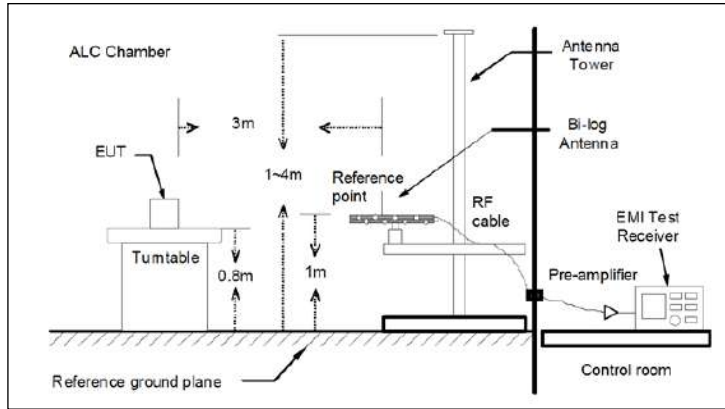 ALC Chamber
Antenna
Tower
3m
Bi-log
Antenna
EUT
1~4m
Reference
point
RF
cable
EMI Test
Receiver
Turntable
0.8m
1m
Pre-amplifier
Reference ground plane
Control room